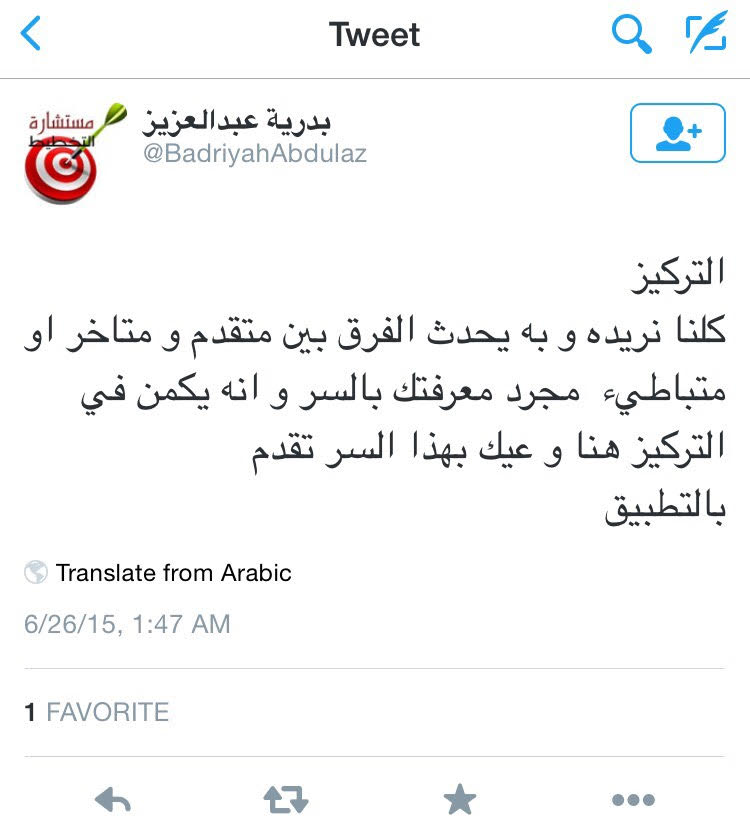 Tweet
مستشارة
التخطيط
بدرية عبدالعزيز
@BadriyahAbdulaz
التركيز
كلنا نريده و به يحدث الفرق بين متقدم و متاخر او
متباطيء مجرد معرفتك بالسر و انه يكمن في
التركيز هنا و عيك بهذا السر تقدم
بالتطبيق
Translate from Arabic
6/26/15, 1:47 AM
1 FAVORITE